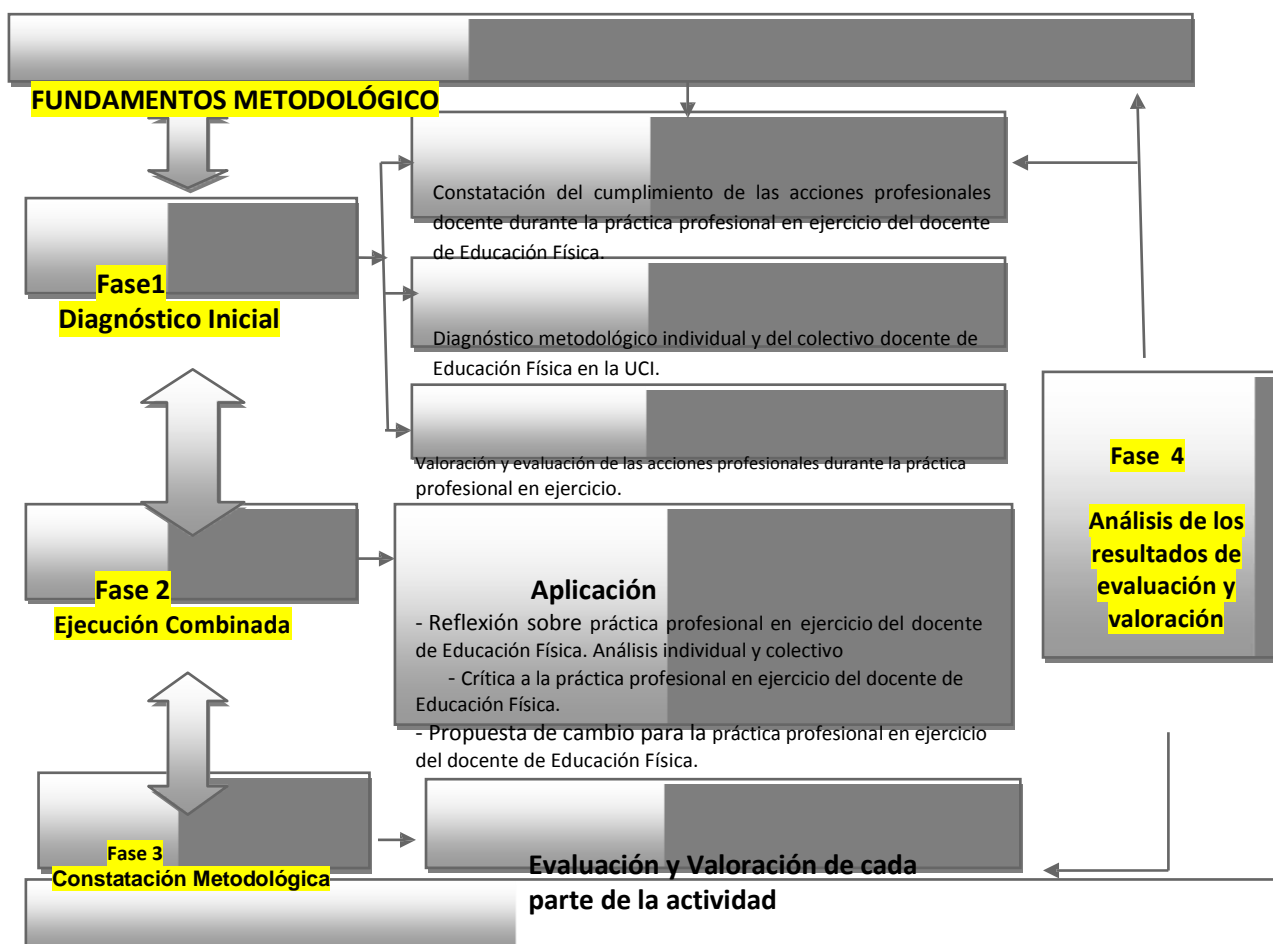 FUNDAMENTOS METODOLÓGICO
Constatación del cumplimiento de las acciones profesionales
docente durante la práctica profesional en ejercicio del docente
de Educación Física.
Fase1
Diagnóstico Inicial
Diagnóstico metodológico individual y del colectivo docente de
Educación Física en la UCI.
Valoración y evaluación de las acciones profesionales durante la práctica
profesional en ejercicio.
Fase 2
Ejecución Combinada
Aplicación
- Reflexión sobre práctica profesional en ejercicio del docente
de Educación Física. Análisis individual y colectivo
- Crítica a la práctica profesional en ejercicio del docente de
Educación Física.
- Propuesta de cambio para la práctica profesional en ejercicio
del docente de Educación Física.
Fase 3
Constatación Metodológica
Evaluación y Valoración de cada
parte de la actividad
Fase 4
Análisis de los
resultados de
evaluación y
valoración